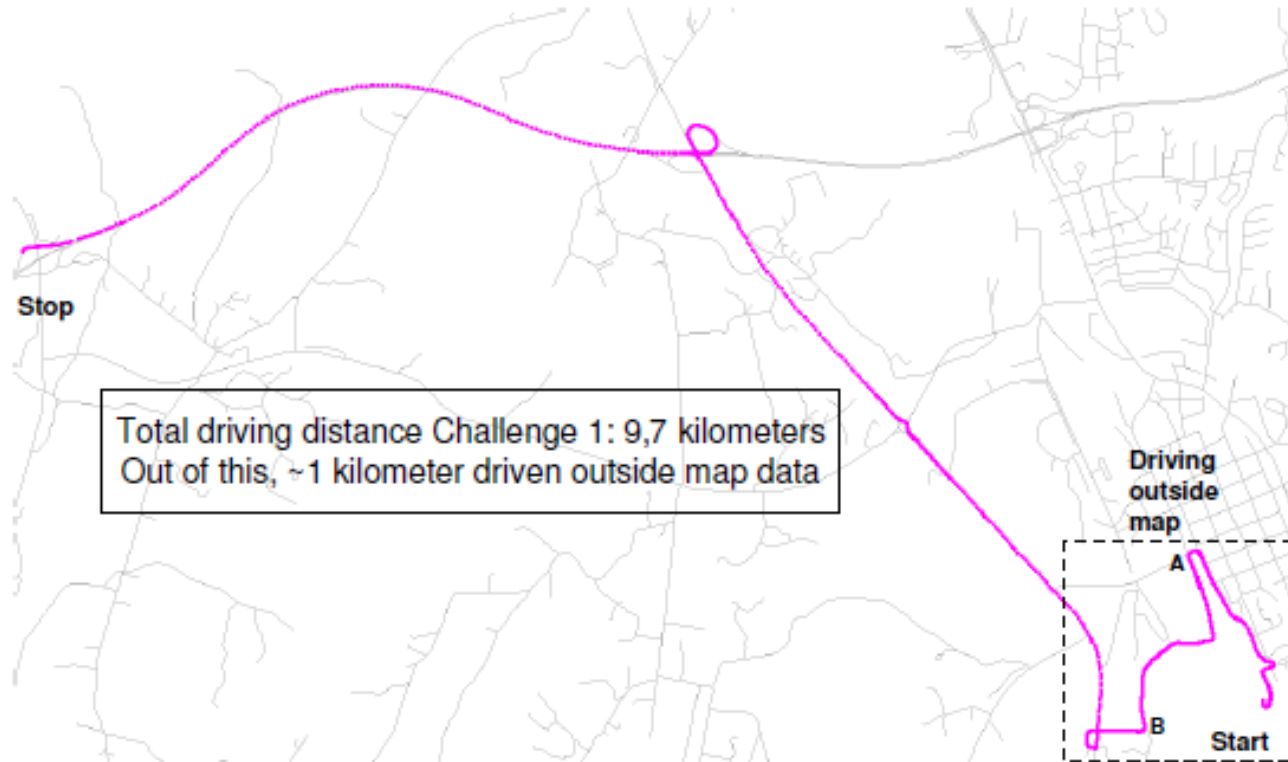 Stop
Total driving distance Challenge 1: 9,7 kilometers
Out of this, ~1 kilometer driven outside map data
Driving
outside
map
A
B
Start